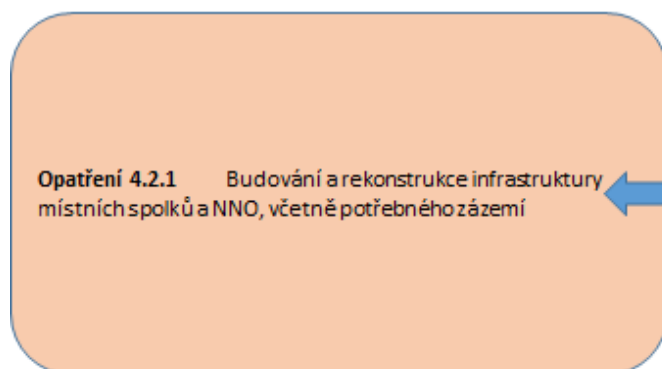 Opatření 4.2.1 Budování a rekonstrukce infrastruktury
místních spolků a NNO, včetně potřebného zázemí